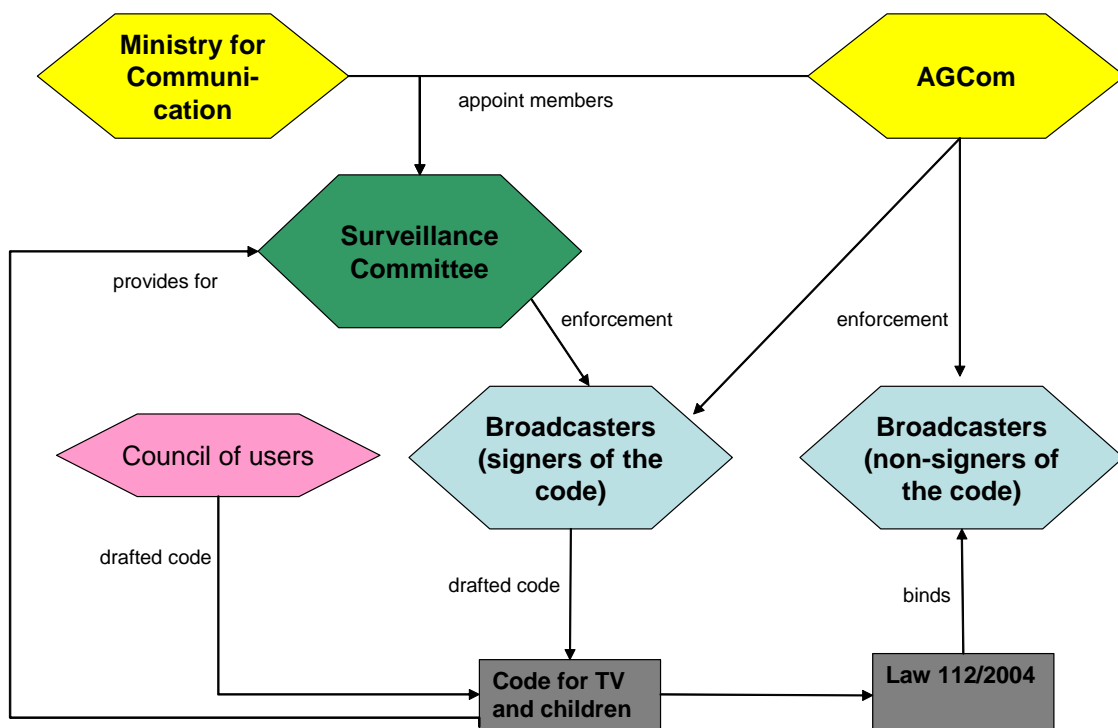 Ministry for
Communi-
cation
AGCom
appoint members
Surveillance
Committee
provides for
enforcement
enforcement
Broadcasters
(signers of the
code)
Broadcasters
(non-signers of
the code)
Council of users
drafted code
drafted code
binds
Code for TV
and children
Law 112/2004